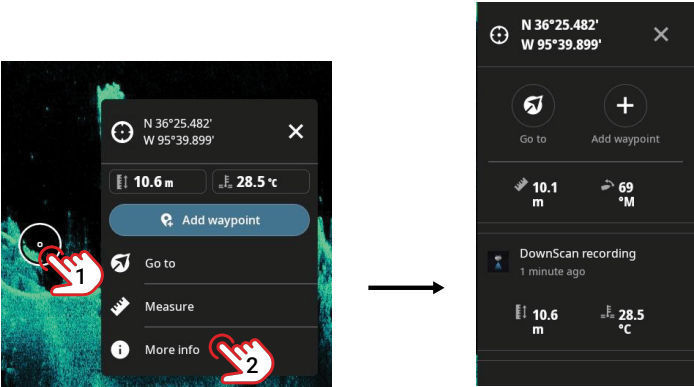 N 36°25.482'
W 95°39.899'
10.6 m
28.5 °C
Add waypoint
Go to
Measure
More info
1
2
N 36°25.482'
W 95°39.899'
Go to
Add waypoint
10.1
m
69
°M
DownScan recording
1 minute ago
10.6
m
28.5
°C